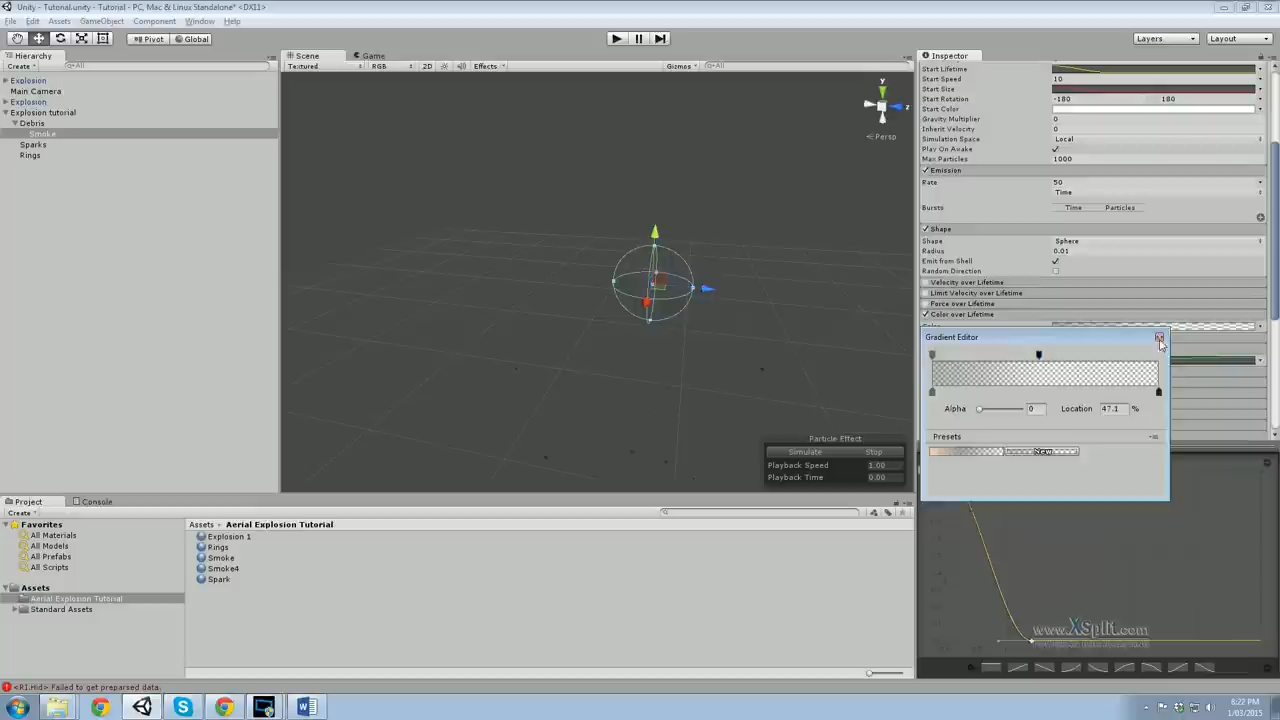 Unity - Tutorial.unity - Tutorial - PC, Mac & Linux Standalone* <DX11>
File Edit Assets GameObject Component Window Help
Pivot Global Layers Layout
Hierarchy
Create All
Explosion
Main Camera
Explosion
Explosion tutorial
Debris
Smoke
Sparks
Rings
Scene Game
Textured RGB 2D Effects Gizmos All
y
z
Persp
Particle Effect
Simulate Stop
Playback Speed 1.00
Playback Time 0.00
Inspector
Start Lifetime
Start Speed 10
Start Size
Start Rotation -180 180
Start Color
Gravity Multiplier 0
Inherit Velocity 0
Simulation Space Local
Play On Awake
Max Particles 1000
Emission
Rate 50
Time
Bursts Time Particles
Shape
Shape Sphere
Radius 0.01
Emit from Shell
Random Direction
Velocity over Lifetime
Limit Velocity over Lifetime
Force over Lifetime
Color over Lifetime
Color
Gradient Editor
Alpha 0 Location 47.1 %
Presets
New
Project Console
Create
Favorites
All Materials
All Models
All Prefabs
All Scripts
Assets
Aerial Explosion Tutorial
Standard Assets
Assets Aerial Explosion Tutorial
Explosion 1
Rings
Smoke
Smoke4
Spark
www.XSplit.com
<RI.Hid> Failed to get preparsed data.
6:22 PM
1/03/2015